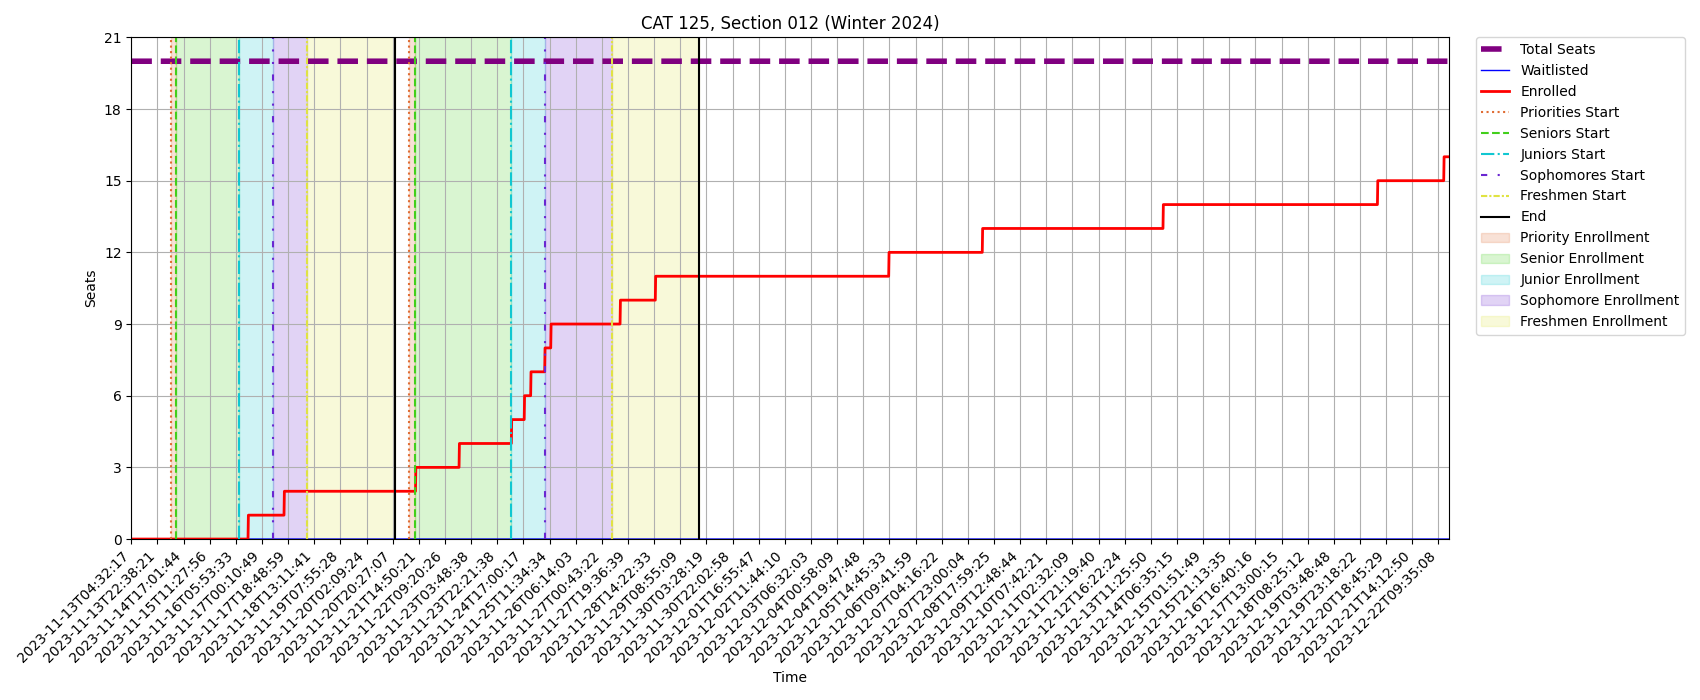 CAT 125, Section 012 (Winter 2024)
21
18
15
12
9
6
3
0
Seats
2023-11-13T04:32:17
2023-11-13T22:38:21
2023-11-14T17:01:44
2023-11-15T11:27:56
2023-11-16T05:53:33
2023-11-17T00:10:49
2023-11-17T18:48:59
2023-11-18T13:11:41
2023-11-19T07:55:28
2023-11-20T02:09:24
2023-11-20T20:27:07
2023-11-21T14:50:21
2023-11-22T09:20:26
2023-11-23T03:48:38
2023-11-23T22:21:38
2023-11-24T17:00:17
2023-11-25T11:34:34
2023-11-26T06:14:03
2023-11-27T00:43:22
2023-11-27T19:36:39
2023-11-28T14:22:33
2023-11-29T08:55:09
2023-11-30T03:28:19
2023-11-30T22:02:58
2023-12-01T16:55:47
2023-12-02T11:44:10
2023-12-03T06:32:03
2023-12-04T00:58:09
2023-12-04T19:47:48
2023-12-05T14:45:33
2023-12-06T09:41:59
2023-12-07T04:16:22
2023-12-07T23:00:04
2023-12-08T17:59:25
2023-12-09T12:48:44
2023-12-10T07:42:21
2023-12-11T02:32:09
2023-12-11T21:19:40
2023-12-12T16:22:24
2023-12-13T11:25:50
2023-12-14T06:35:15
2023-12-15T01:51:49
2023-12-15T21:13:35
2023-12-16T16:40:16
2023-12-17T13:00:15
2023-12-18T08:25:12
2023-12-19T03:48:48
2023-12-19T23:18:22
2023-12-20T18:45:29
2023-12-21T14:12:50
2023-12-22T09:35:08
Time
Total Seats
Waitlisted
Enrolled
Priorities Start
Seniors Start
Juniors Start
Sophomores Start
Freshmen Start
End
Priority Enrollment
Senior Enrollment
Junior Enrollment
Sophomore Enrollment
Freshmen Enrollment